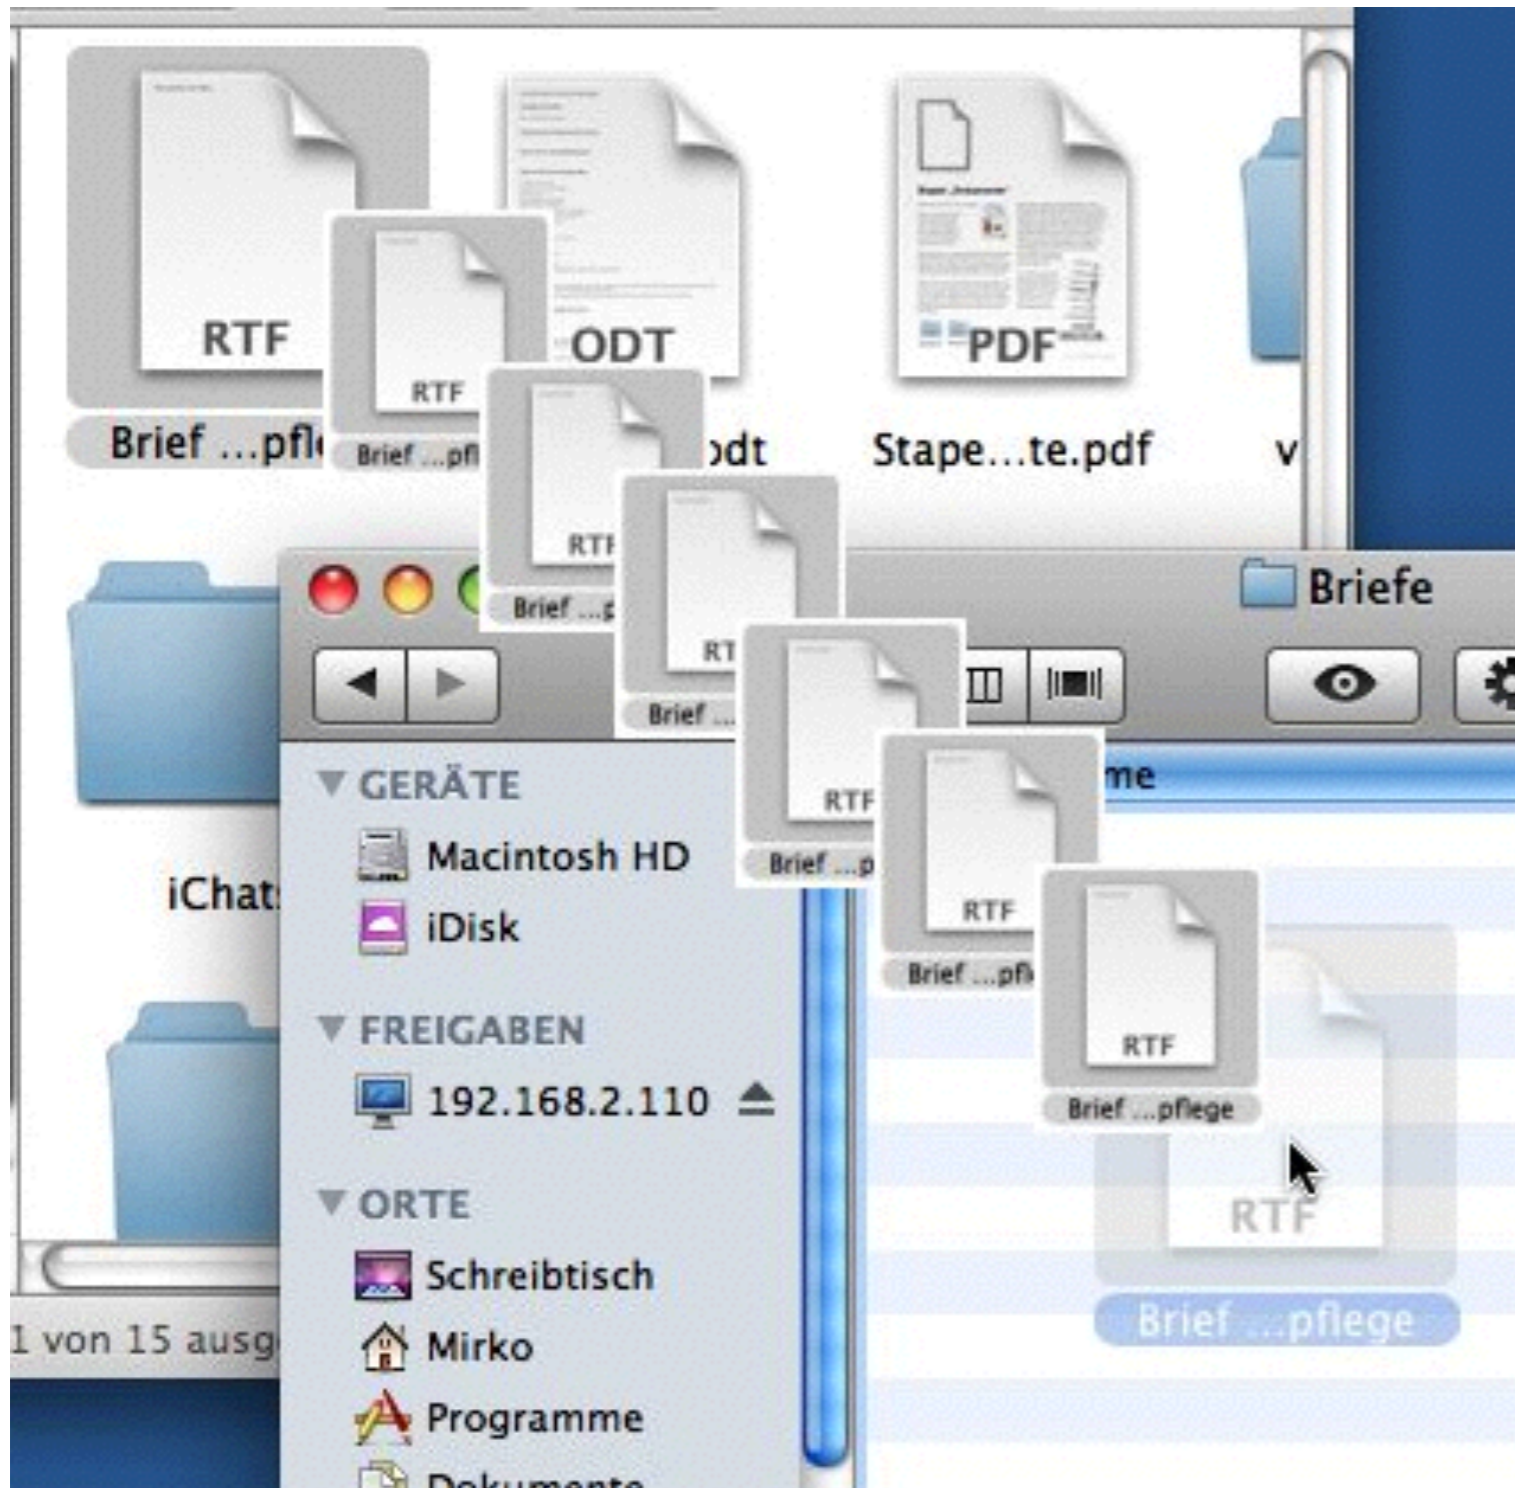 RTF
ODT
PDF
Brief ...pfl
odt
Stape...te.pdf
v
RTF
Brief ...pfl
RTF
Brief ...p
RT
Brief ...
RTF
Brief ...p
RTF
Brief ...pfl
RTF
Brief ...pflege
RTF
Brief ...pflege
iChats
1 von 15 ausg
Briefe
me
GERÄTE
Macintosh HD
iDisk
FREIGABEN
192.168.2.110
ORTE
Schreibtisch
Mirko
Programme
Dokumente